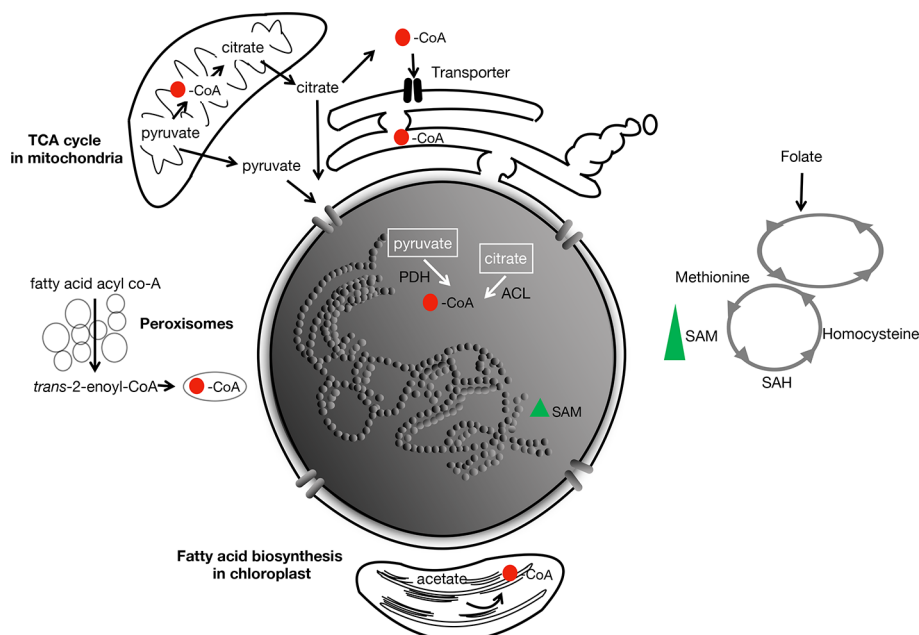 -CoA
citrate
Transporter
-CoA
citrate
TCA cycle
in mitochondria
pyruvate
-CoA
pyruvate
Folate
pyruvate
citrate
PDH
ACL
-CoA
fatty acid acyl co-A
Peroxisomes
trans-2-enoyl-CoA
-CoA
Methionine
SAM
Homocysteine
SAH
SAM
Fatty acid biosynthesis
in chloroplast
acetate
-CoA